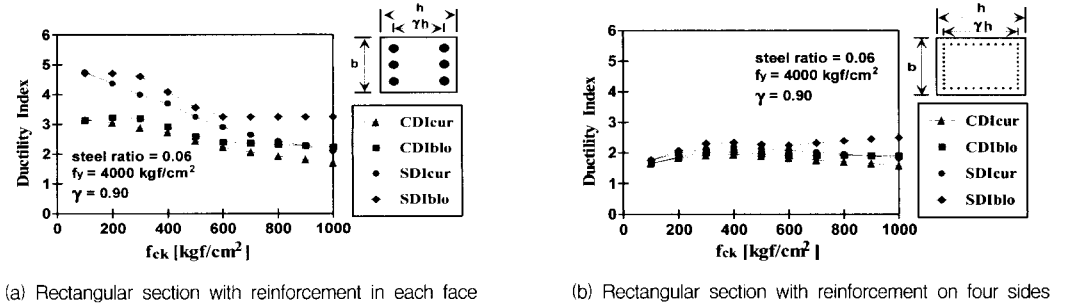 h
γh
b
6
5
4
3
2
1
0
Ductility Index
steel ratio = 0.06
fy = 4000 kgf/cm²
γ = 0.90
0 200 400 600 800 1000
fck [kgf/cm²]
CDIcur
CDIblo
SDIcur
SDIblo
(a) Rectangular section with reinforcement in each face
h
γh
b
6
5
4
3
2
1
0
Ductility Index
steel ratio = 0.06
fy = 4000 kgf/cm²
γ = 0.90
0 200 400 600 800 1000
fck [kgf/cm²]
CDIcur
CDIblo
SDIcur
SDIblo
(b) Rectangular section with reinforcement on four sides